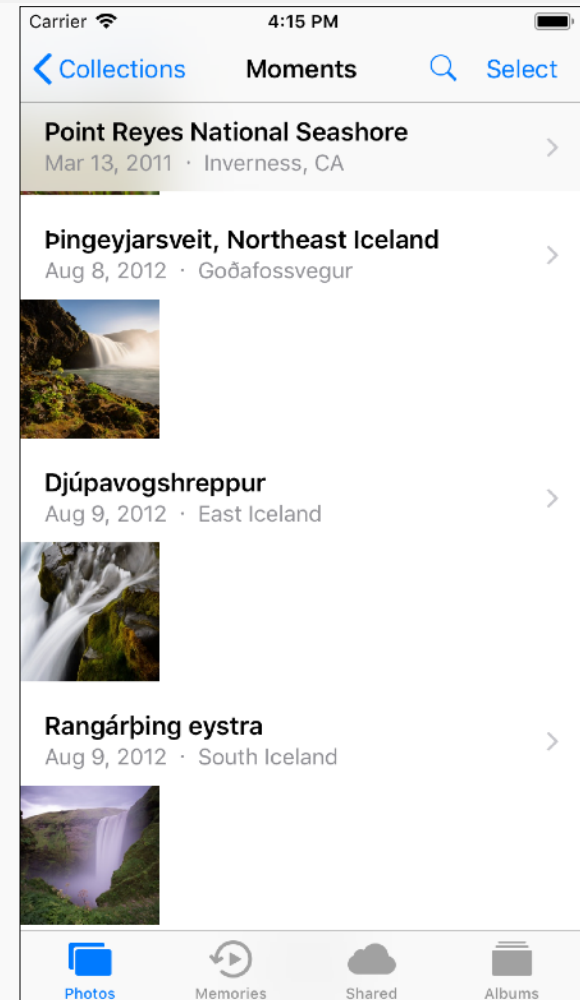 Carrier 4:15 PM
Collections Moments Select
Point Reyes National Seashore
Mar 13, 2011 · Inverness, CA
Þingeyjarsveit, Northeast Iceland
Aug 8, 2012 · Goðafossvegur
Djúpavogshreppur
Aug 9, 2012 · East Iceland
Rangárþing eystra
Aug 9, 2012 · South Iceland
Photos Memories Shared Albums